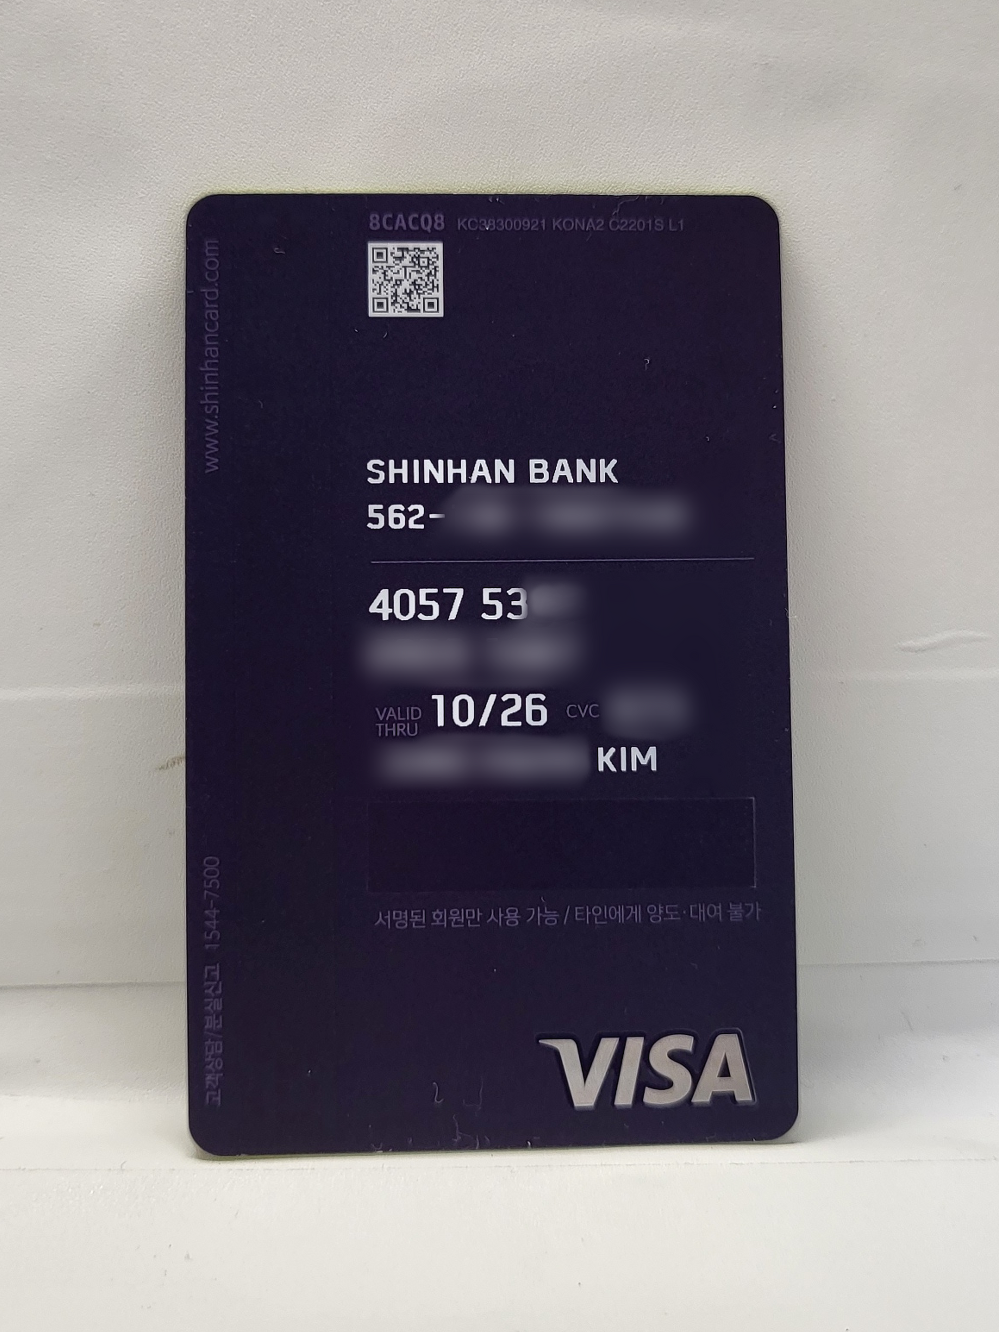 8CACQ8 KC38300921 KONA2 C2201S L1
www.shinhancard.com
SHINHAN BANK
562-
4057 53
VALID THRU 10/26 CVC
KIM
서명된 회원만 사용 가능 / 타인에게 양도·대여 불가
고객상담/분실신고 1544-7500
VISA